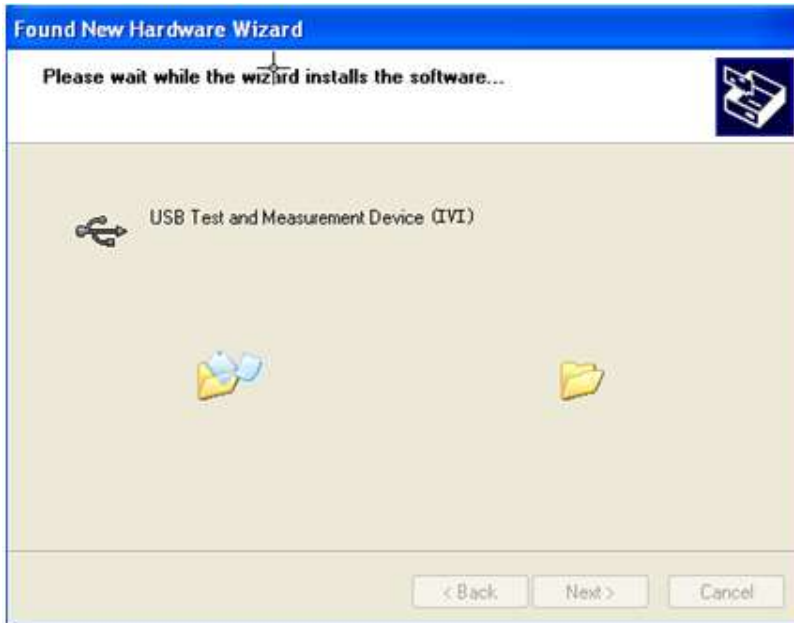 Found New Hardware Wizard
Please wait while the wizard installs the software...
USB Test and Measurement Device (IVI)
< Back
Next >
Cancel